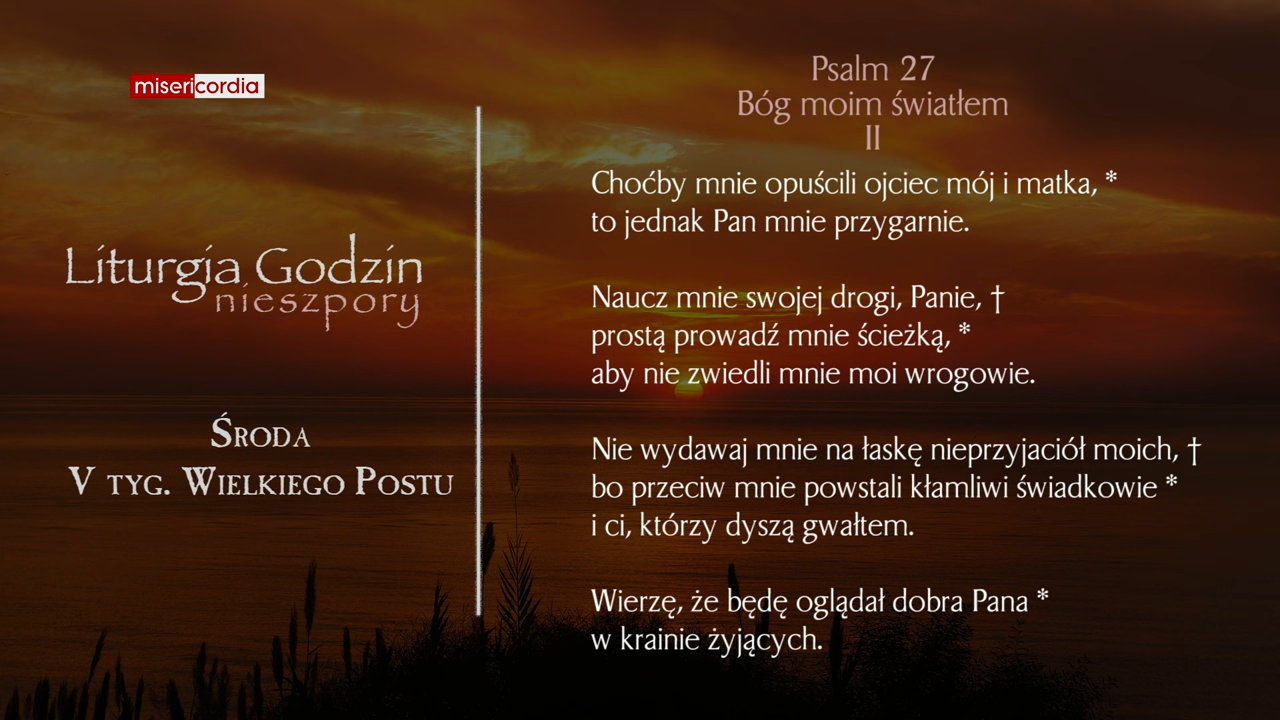 misericordia
Liturgia Godzin
nieszpory
Środa
V tyg. Wielkiego Postu
Psalm 27
Bóg moim światłem
II
Choćby mnie opuścili ojciec mój i matka, *
to jednak Pan mnie przygarnie.
Naucz mnie swojej drogi, Panie, †
prostą prowadź mnie ścieżką, *
aby nie zwiedli mnie moi wrogowie.
Nie wydawaj mnie na łaskę nieprzyjaciół moich, †
bo przeciw mnie powstali kłamliwi świadkowie *
i ci, którzy dyszą gwałtem.
Wierzę, że będę oglądał dobra Pana *
w krainie żyjących.